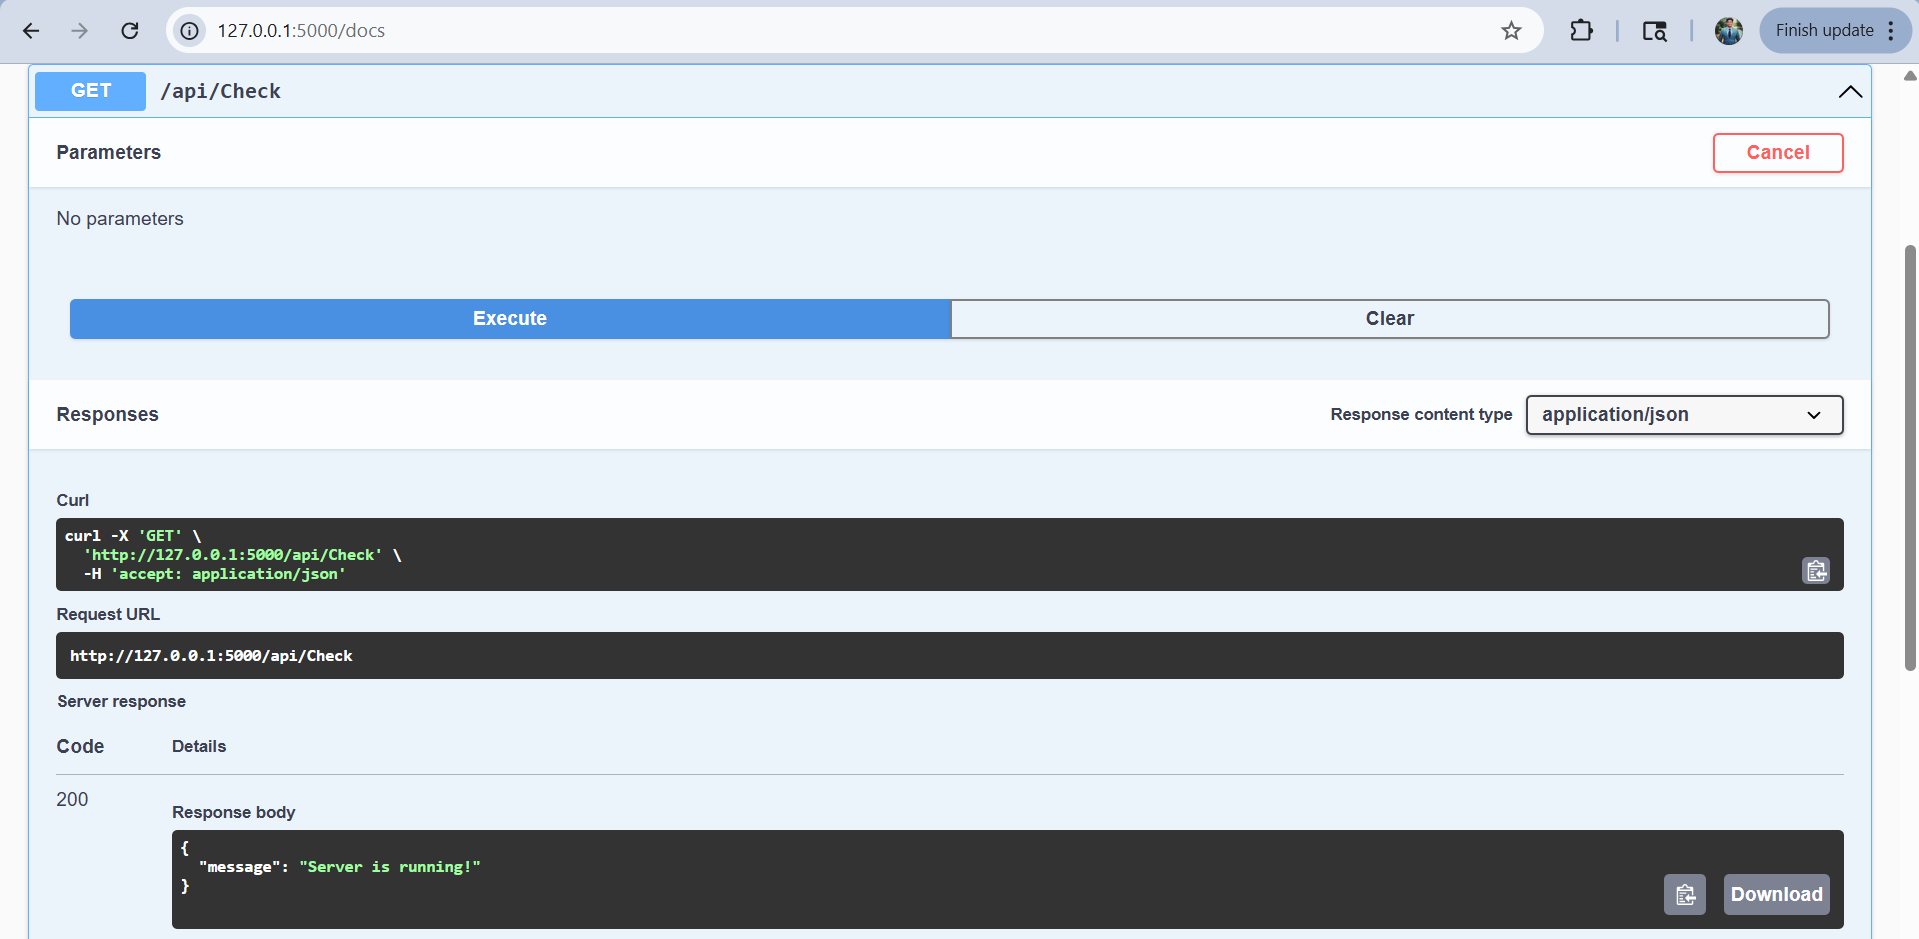 127.0.0.1:5000/docs
Finish update
GET /api/Check
Parameters
Cancel
No parameters
Execute
Clear
Responses
Response content type
application/json
Curl
curl -X 'GET' \
'http://127.0.0.1:5000/api/Check' \
-H 'accept: application/json'
Request URL
http://127.0.0.1:5000/api/Check
Server response
Code
Details
200
Response body
{
"message": "Server is running!"
}
Download